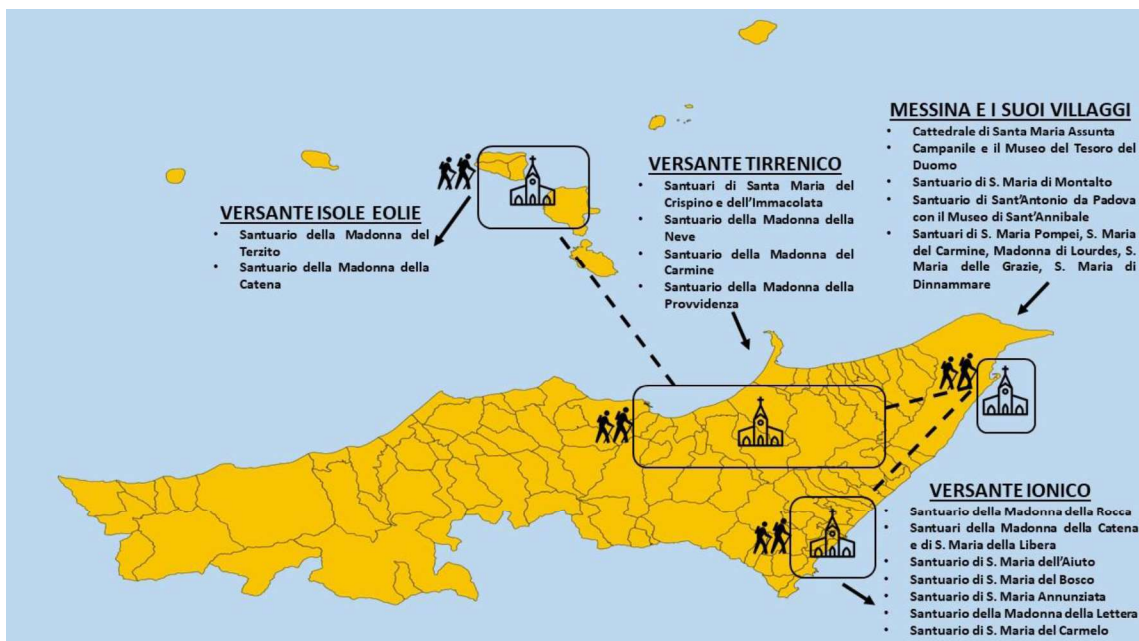 VERSANTE ISOLE EOLIE
• Santuario della Madonna del
Terzito
• Santuario della Madonna della
Catena
VERSANTE TIRRENICO
• Santuari di Santa Maria del
Crispino e dell'Immacolata
• Santuario della Madonna della
Neve
• Santuario della Madonna del
Carmine
• Santuario della Madonna della
Provvidenza
MESSINA E I SUOI VILLAGGI
• Cattedrale di Santa Maria Assunta
• Campanile e il Museo del Tesoro del
Duomo
• Santuario di S. Maria di Montalto
• Santuario di Sant'Antonio da Padova
con il Museo di Sant'Annibale
• Santuari di S. Maria Pompei, S. Maria
del Carmine, Madonna di Lourdes, S.
Maria delle Grazie, S. Maria di
Dinnammare
VERSANTE IONICO
• Santuario della Madonna della Rocca
• Santuari della Madonna della Catena
e di S. Maria della Libera
• Santuario di S. Maria dell'Aiuto
• Santuario di S. Maria del Bosco
• Santuario di S. Maria Annunziata
• Santuario della Madonna della Lettera
• Santuario di S. Maria del Carmelo